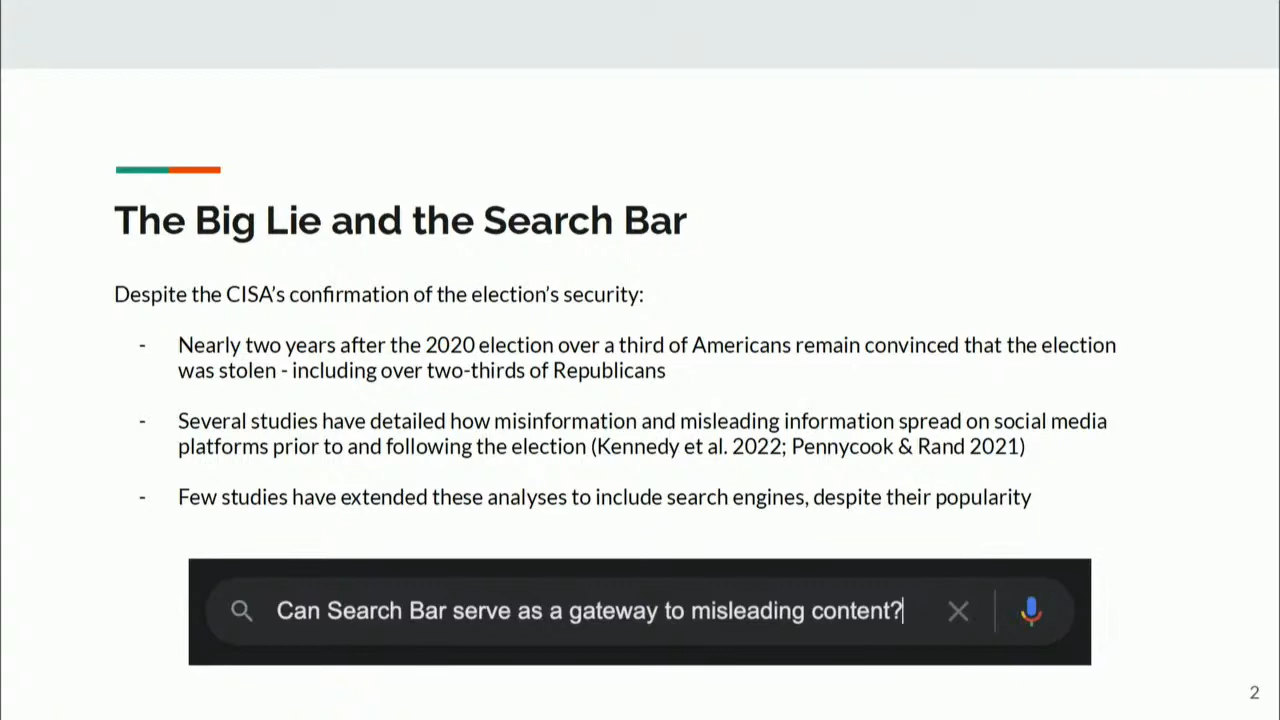 The Big Lie and the Search Bar
Despite the CISA's confirmation of the election's security:
- Nearly two years after the 2020 election over a third of Americans remain convinced that the election
was stolen - including over two-thirds of Republicans
- Several studies have detailed how misinformation and misleading information spread on social media
platforms prior to and following the election (Kennedy et al. 2022; Pennycook & Rand 2021)
- Few studies have extended these analyses to include search engines, despite their popularity
Can Search Bar serve as a gateway to misleading content?
2